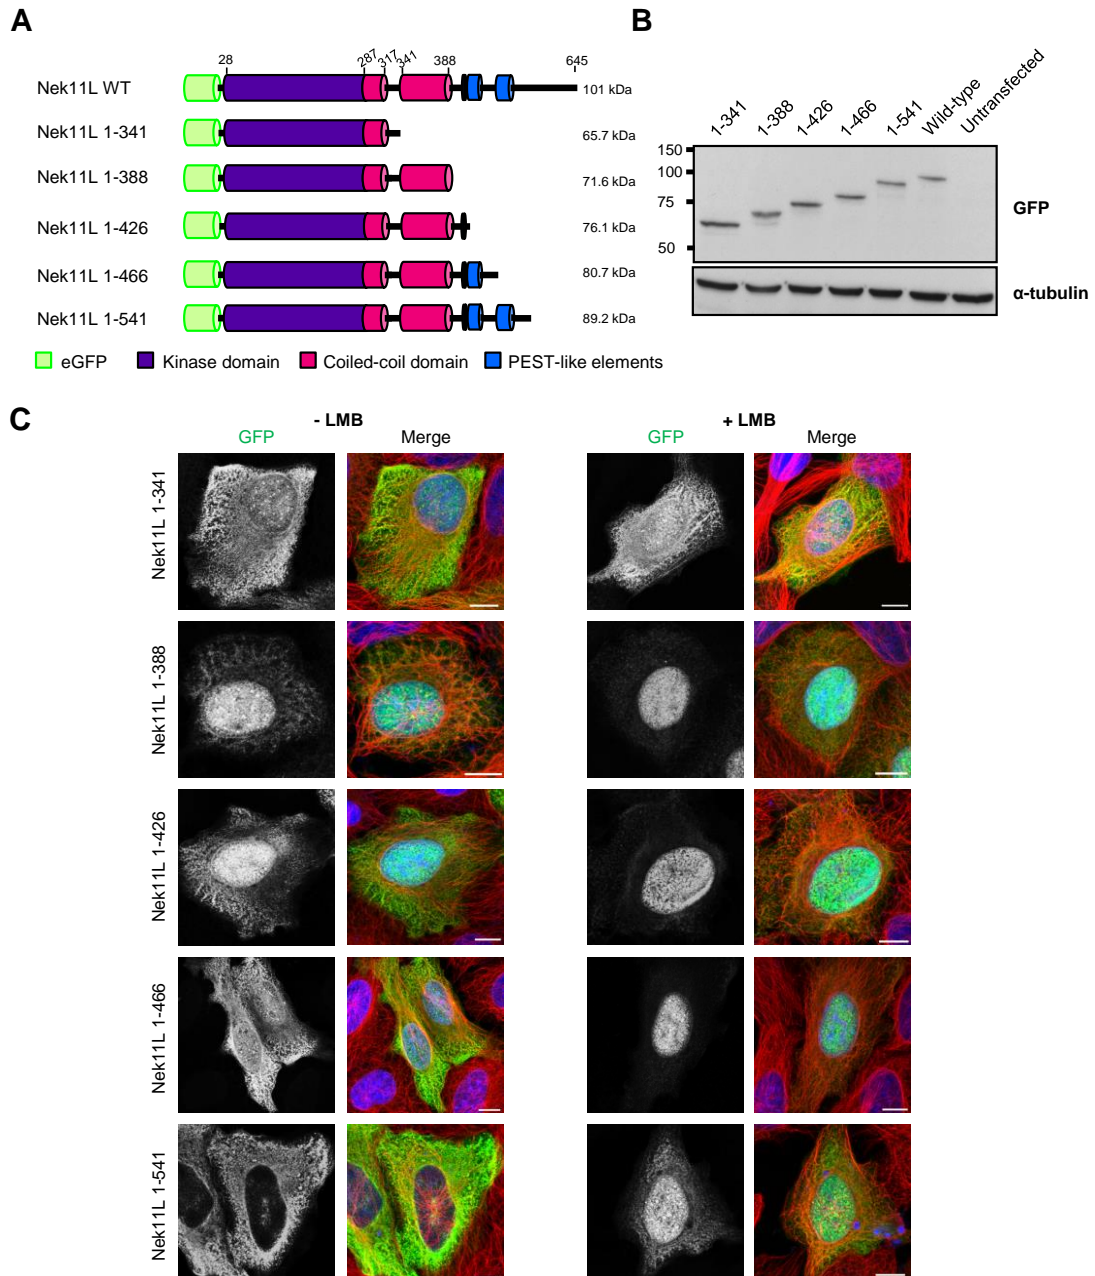 A
28 287 317 341 388 645
Nek11L WT 101 kDa
Nek11L 1-341 65.7 kDa
Nek11L 1-388 71.6 kDa
Nek11L 1-426 76.1 kDa
Nek11L 1-466 80.7 kDa
Nek11L 1-541 89.2 kDa
eGFP Kinase domain Coiled-coil domain PEST-like elements
B
1-341 1-388 1-426 1-466 1-541 Wild-type Untransfected
150
100
75
50
GFP
α-tubulin
C
- LMB + LMB
GFP Merge GFP Merge
Nek11L 1-341
Nek11L 1-388
Nek11L 1-426
Nek11L 1-466
Nek11L 1-541